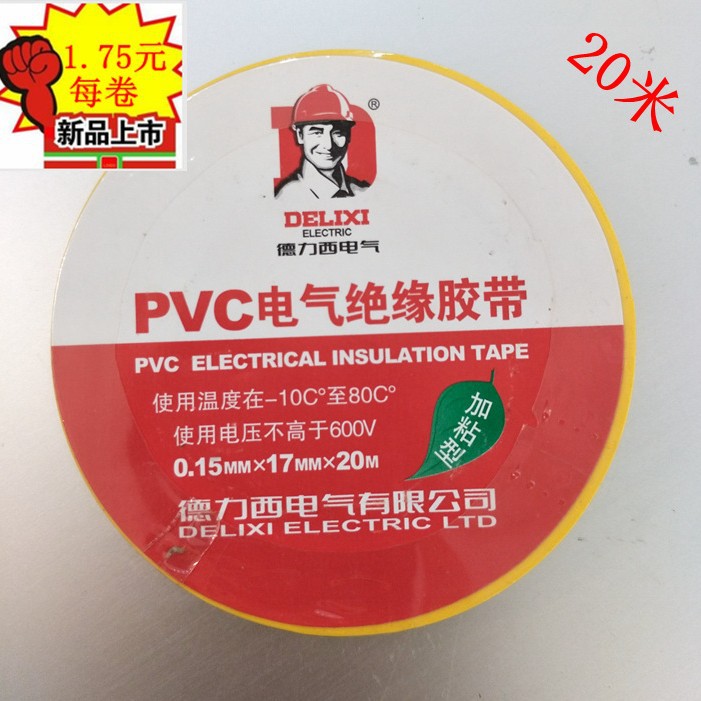 1.75元
每卷
新品上市
20米
®
DELIXI
ELECTRIC
德力西电气
PVC电气绝缘胶带
PVC ELECTRICAL INSULATION TAPE
使用温度在-10C°至80C°
使用电压不高于600V
0.15MM×17MM×20M
加粘型
德力西电气有限公司
DELIXI ELECTRIC LTD